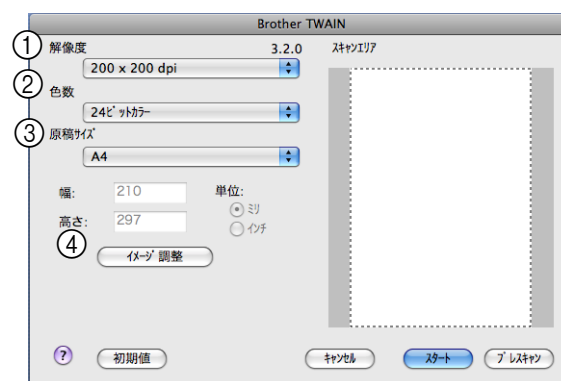 Brother TWAIN
① 解像度 3.2.0
200 x 200 dpi
② 色数
24ﾋﾞｯﾄｶﾗｰ
③ 原稿ｻｲｽﾞ
A4
幅: 210
高さ: 297
単位:
ﾐﾘ
ｲﾝﾁ
④ ｲﾒｰｼﾞ調整
ｽｷｬﾝｴﾘｱ
? 初期値 ｷｬﾝｾﾙ ｽﾀｰﾄ ﾌﾟﾚｽｷｬﾝ